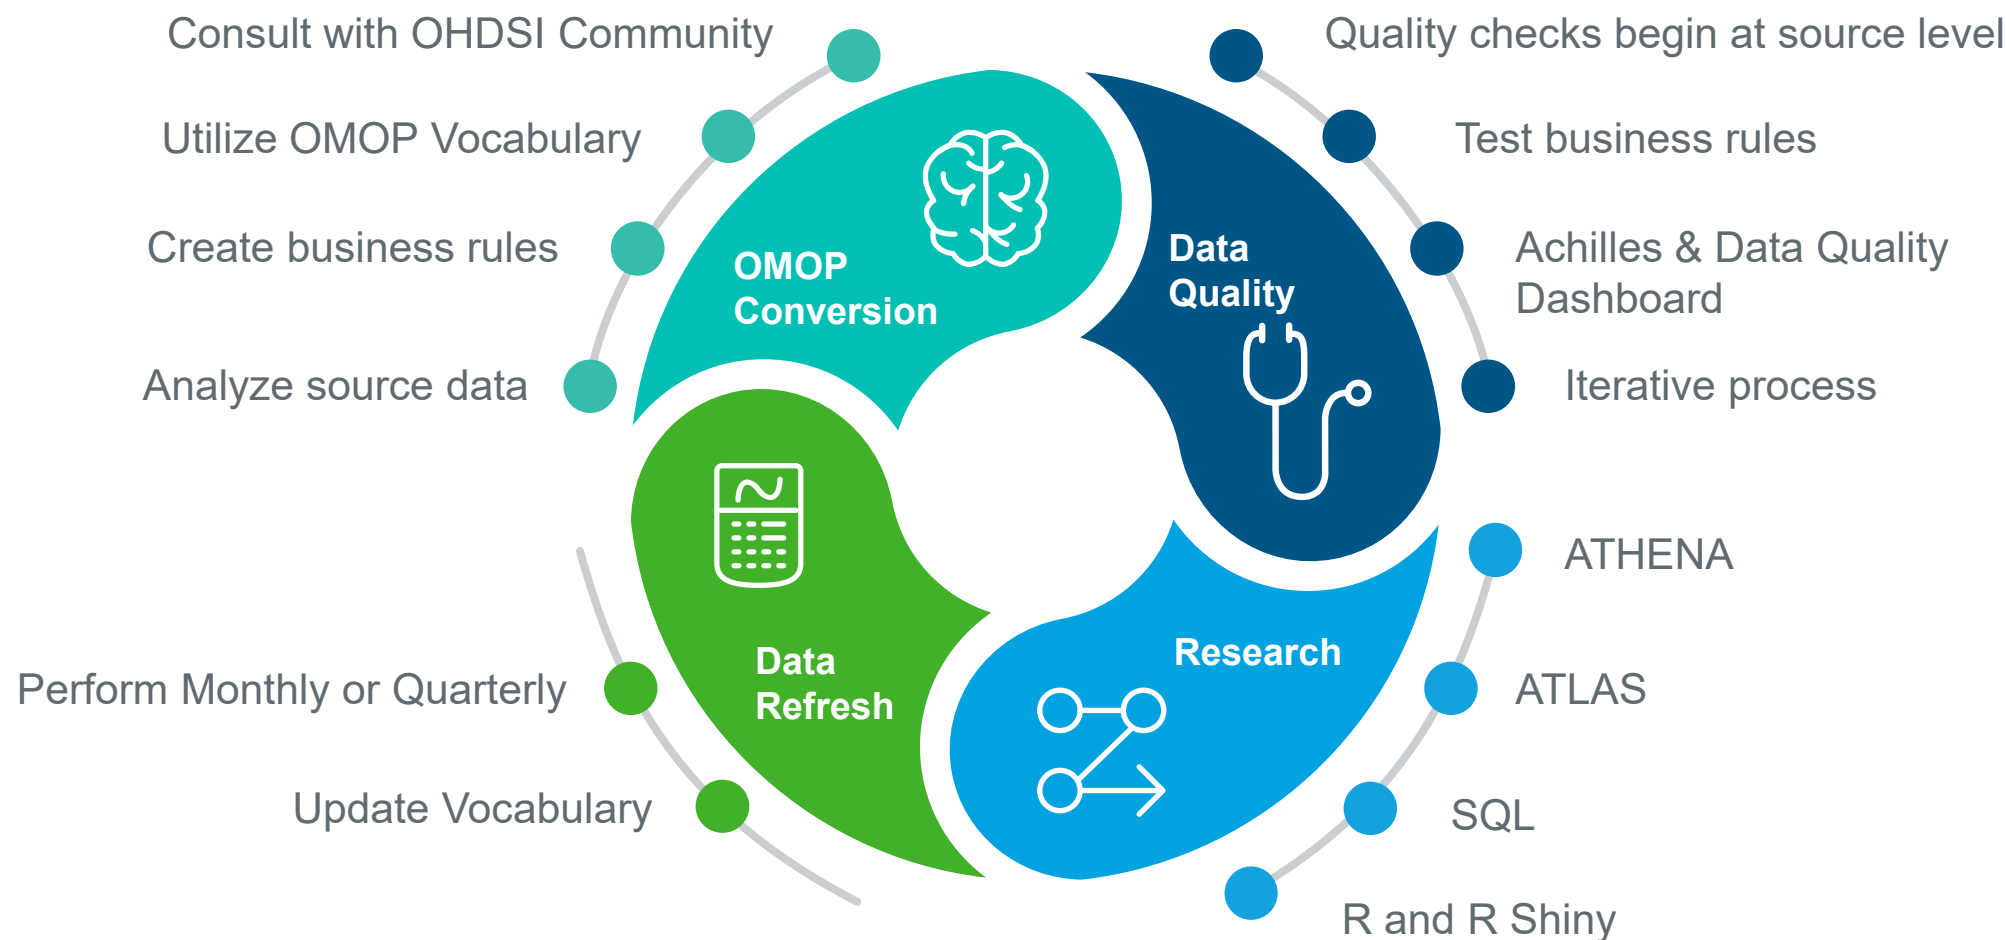 Consult with OHDSI Community
Utilize OMOP Vocabulary
Create business rules
Analyze source data
OMOP
Conversion
Quality checks begin at source level
Test business rules
Achilles & Data Quality
Dashboard
Iterative process
Data
Quality
ATHENA
ATLAS
SQL
R and R Shiny
Research
Perform Monthly or Quarterly
Update Vocabulary
Data
Refresh